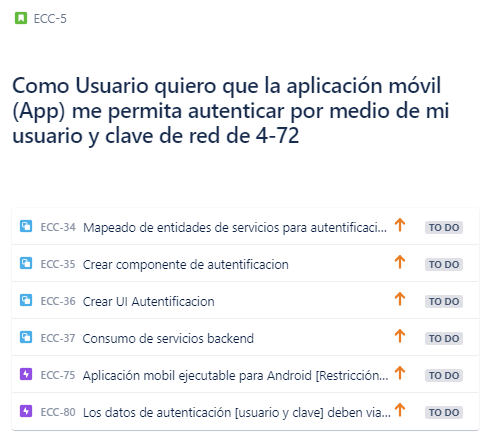 ECC-5
Como Usuario quiero que la aplicación móvil
(App) me permita autenticar por medio de mi
usuario y clave de red de 4-72
ECC-34 Mapeado de entidades de servicios para autentificaci... TO DO
ECC-35 Crear componente de autentificacion TO DO
ECC-36 Crear UI Autentificacion TO DO
ECC-37 Consumo de servicios backend TO DO
ECC-75 Aplicación mobil ejecutable para Android [Restricción... TO DO
ECC-80 Los datos de autenticación [usuario y clave] deben via... TO DO